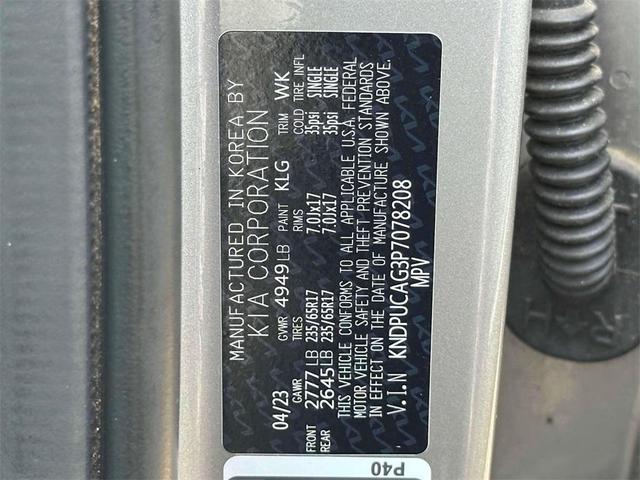 MANUFACTURED IN KOREA BY
KIA CORPORATION
04/23 GVWR 4949LB PAINT KLG TRIM WK
GAWR TIRES RIMS COLD TIRE INFL
FRONT 2777LB 235/65R17 7.0Jx17 35psi SINGLE
REAR 2645LB 235/65R17 7.0Jx17 35psi SINGLE
THIS VEHICLE CONFORMS TO ALL APPLICABLE U.S.A. FEDERAL
MOTOR VEHICLE SAFETY AND THEFT PREVENTION STANDARDS
IN EFFECT ON THE DATE OF MANUFACTURE SHOWN ABOVE.
V.I.N KNDPUCAG3P7078208
MPV
P40